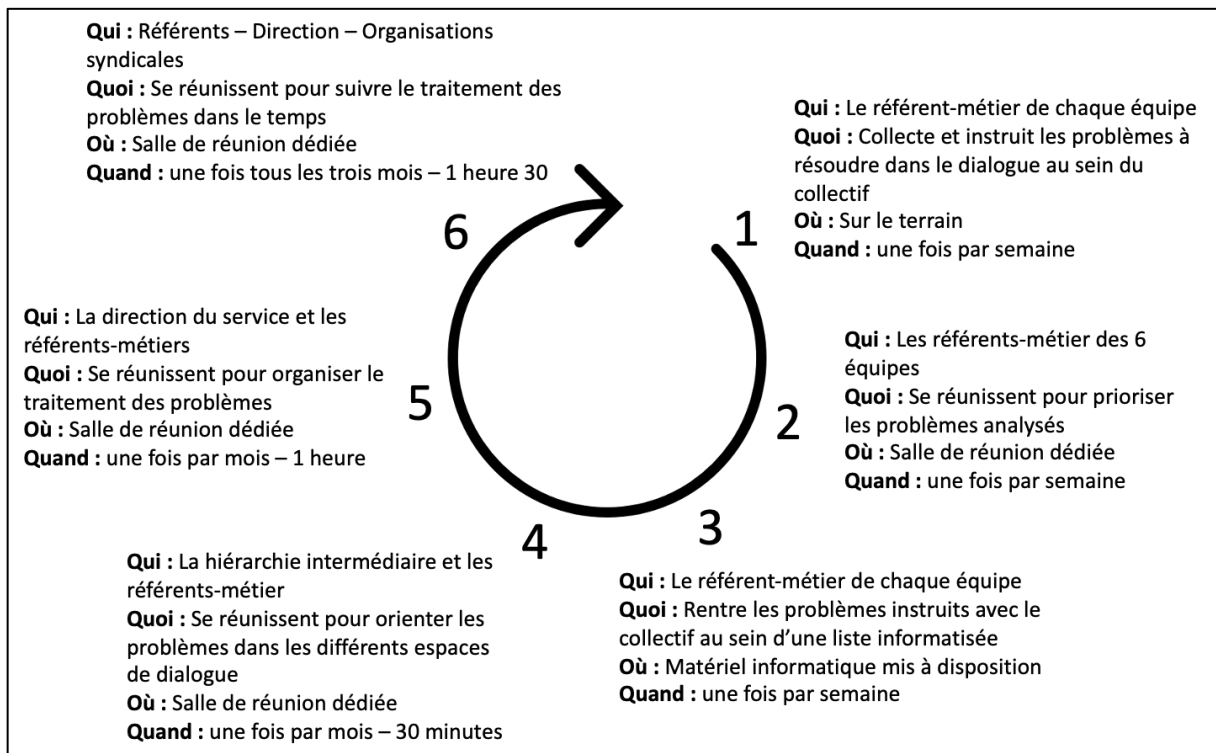 Qui : Référents – Direction – Organisations
syndicales
Quoi : Se réunissent pour suivre le traitement des
problèmes dans le temps
Où : Salle de réunion dédiée
Quand : une fois tous les trois mois – 1 heure 30
6
1
Qui : Le référent-métier de chaque équipe
Quoi : Collecte et instruit les problèmes à
résoudre dans le dialogue au sein du
collectif
Où : Sur le terrain
Quand : une fois par semaine
2
Qui : Les référents-métier des 6
équipes
Quoi : Se réunissent pour prioriser
les problèmes analysés
Où : Salle de réunion dédiée
Quand : une fois par semaine
3
Qui : Le référent-métier de chaque équipe
Quoi : Rentre les problèmes instruits avec le
collectif au sein d’une liste informatisée
Où : Matériel informatique mis à disposition
Quand : une fois par semaine
4
Qui : La hiérarchie intermédiaire et les
référents-métier
Quoi : Se réunissent pour orienter les
problèmes dans les différents espaces
de dialogue
Où : Salle de réunion dédiée
Quand : une fois par mois – 30 minutes
5
Qui : La direction du service et les
référents-métiers
Quoi : Se réunissent pour organiser le
traitement des problèmes
Où : Salle de réunion dédiée
Quand : une fois par mois – 1 heure